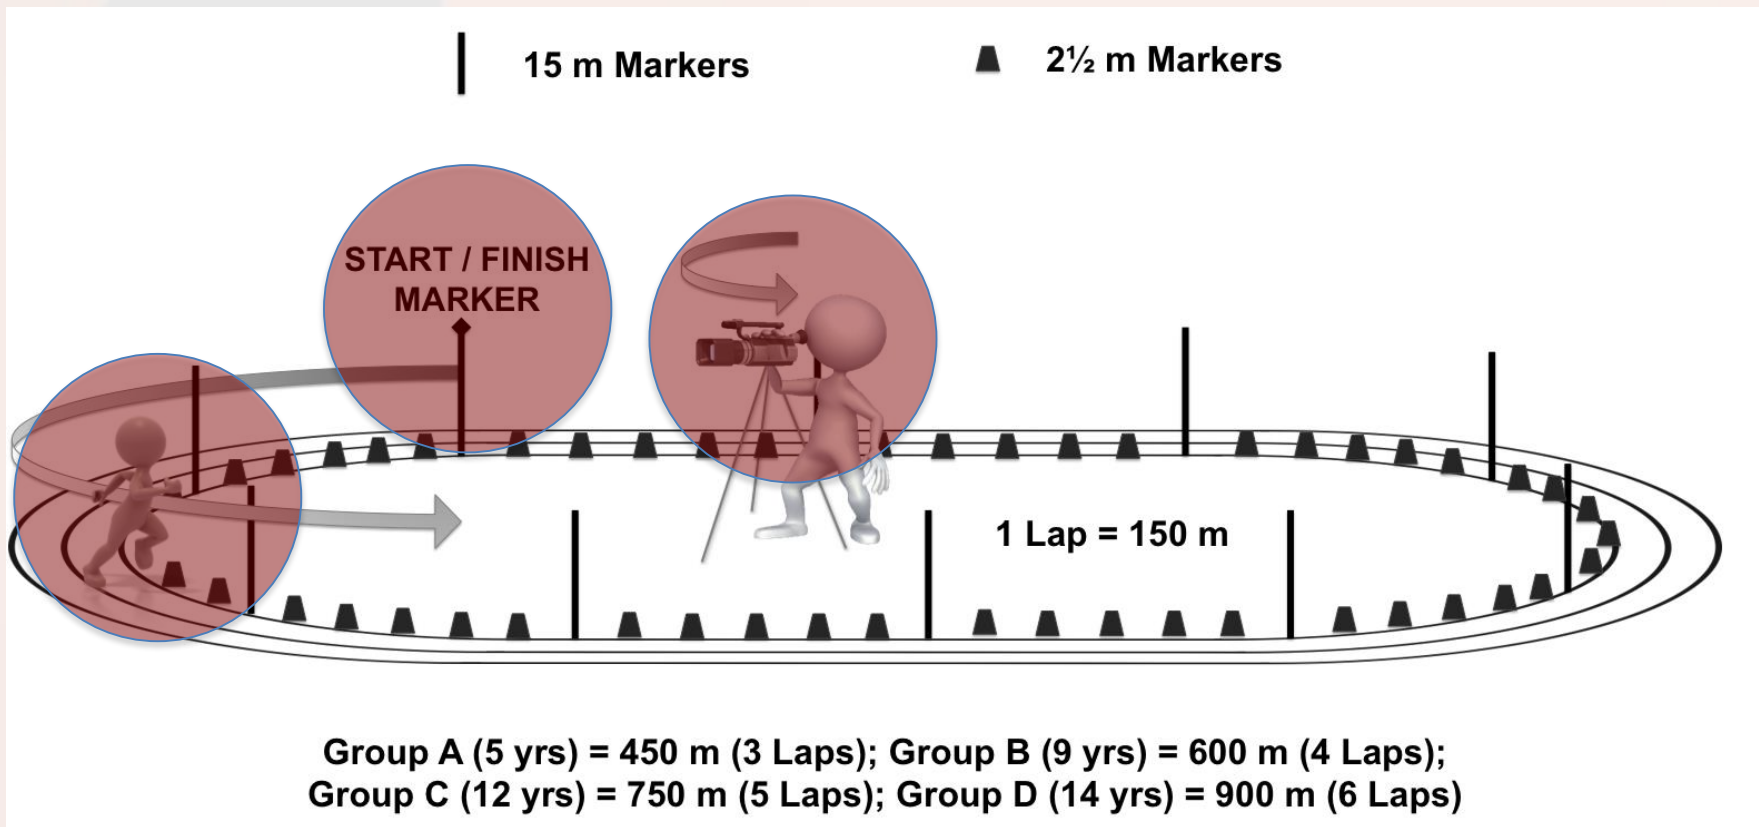 15 m Markers
2½ m Markers
START / FINISH
MARKER
1 Lap = 150 m
Group A (5 yrs) = 450 m (3 Laps); Group B (9 yrs) = 600 m (4 Laps);
Group C (12 yrs) = 750 m (5 Laps); Group D (14 yrs) = 900 m (6 Laps)